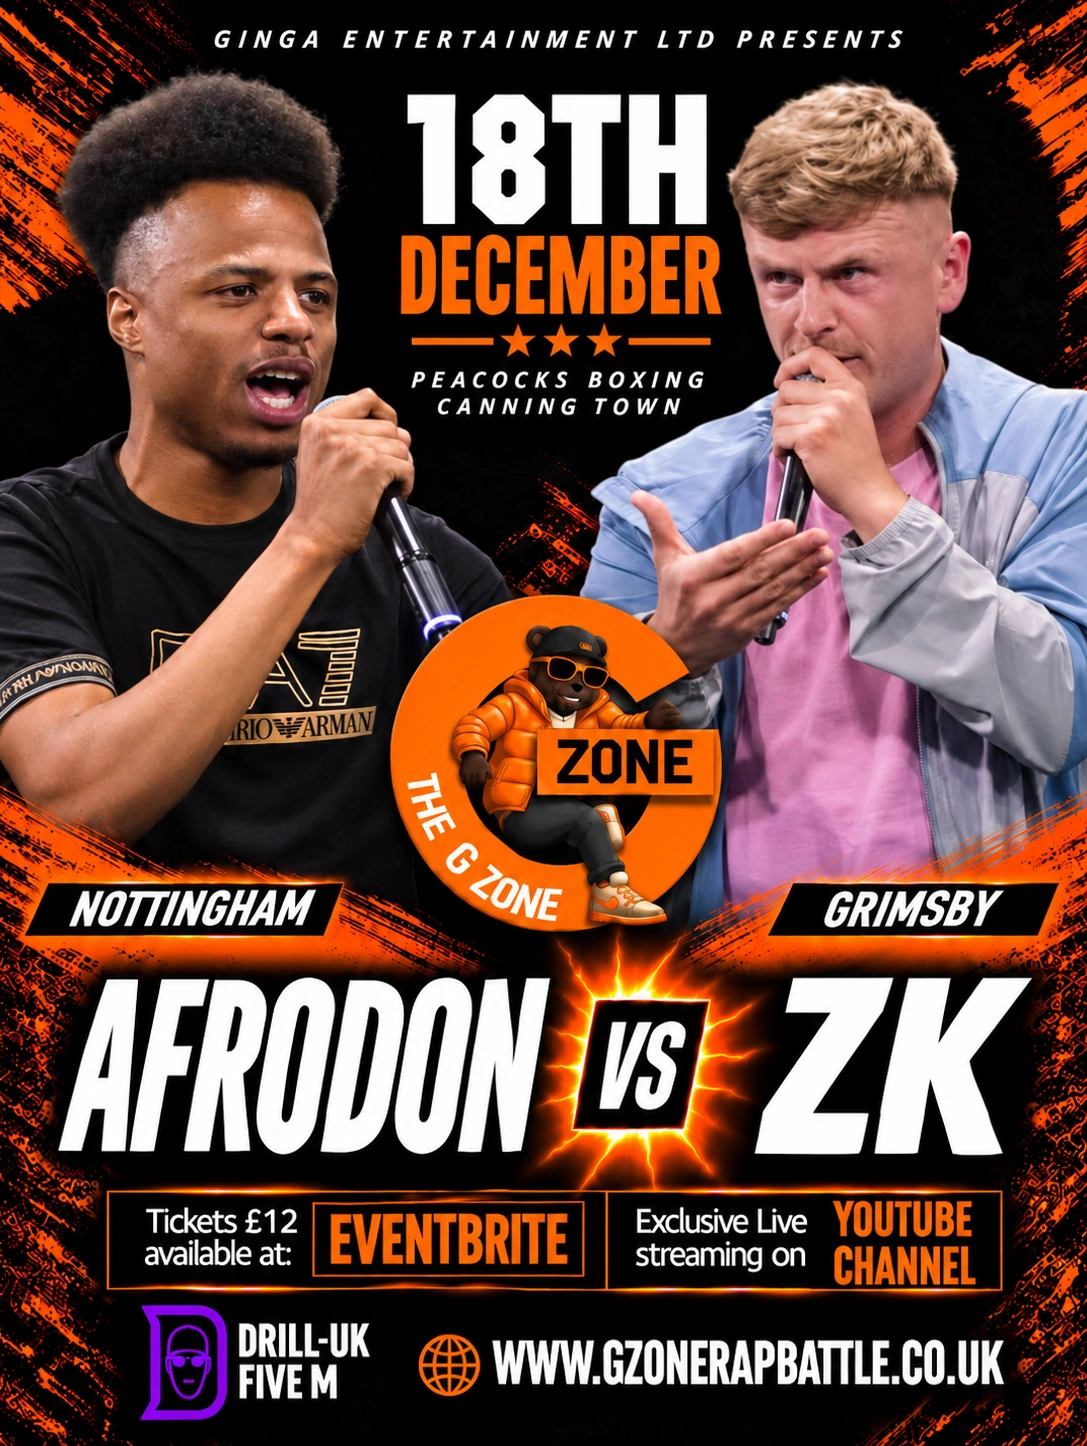 GINGA ENTERTAINMENT LTD PRESENTS
18TH
DECEMBER
PEACOCKS BOXING
CANNING TOWN
EA7
ARMANI
ZONE
THE G ZONE
NOTTINGHAM
GRIMSBY
AFRODON
VS
ZK
Tickets £12
available at:
EVENTBRITE
Exclusive Live
streaming on
YOUTUBE
CHANNEL
DRILL-UK
FIVE M
WWW.GZONERAPBATTLE.CO.UK